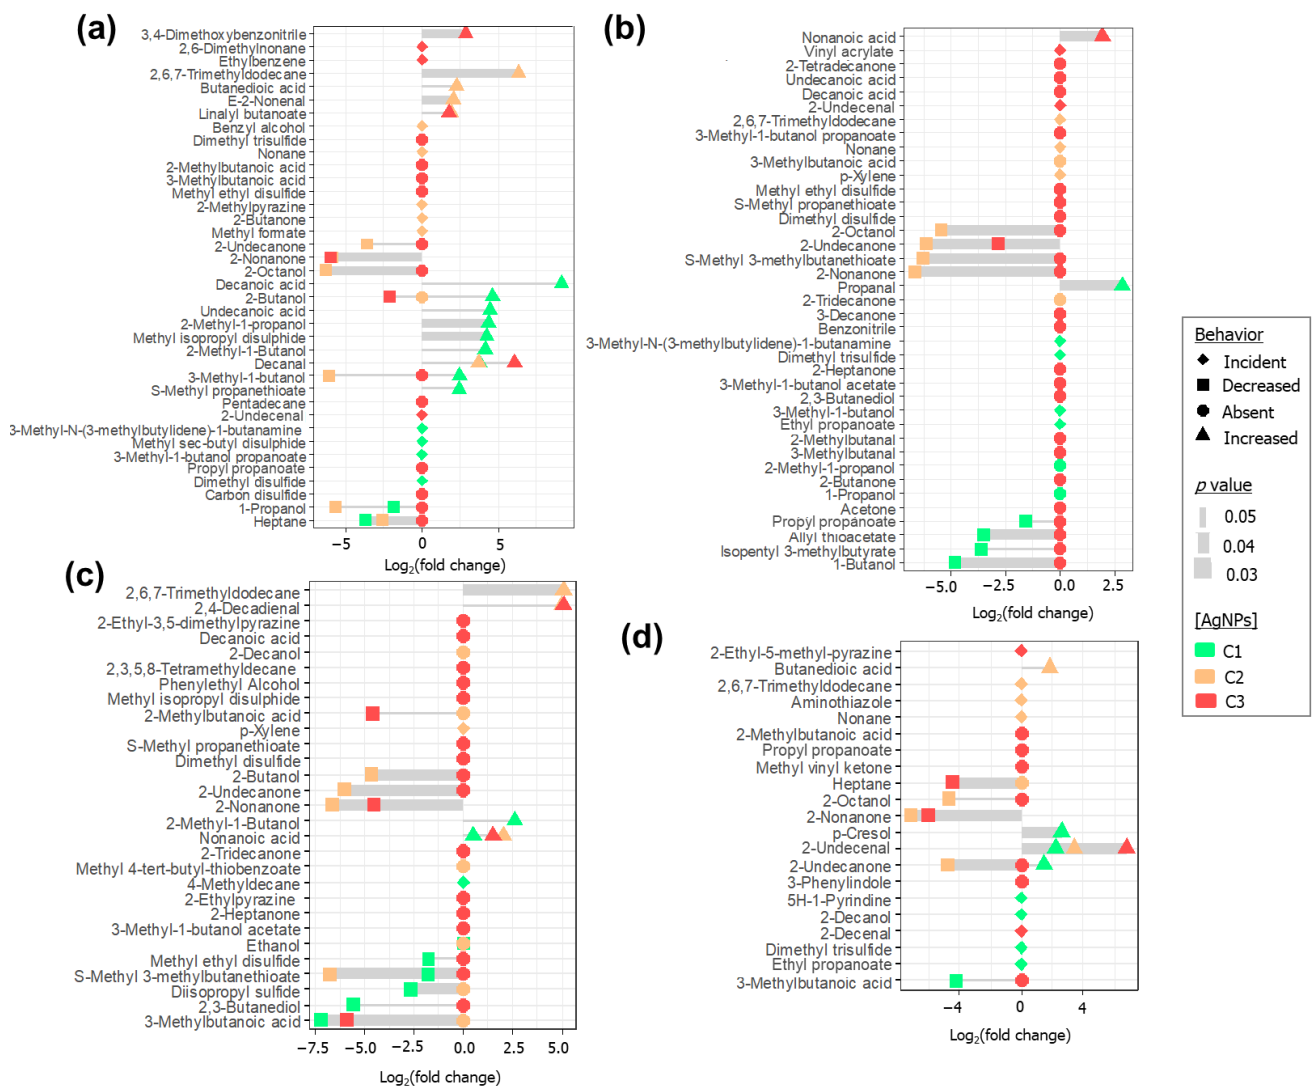 (a)
3,4-Dimethoxybenzonitrile
2,6-Dimethylnonane
Ethylbenzene
2,6,7-Trimethyldodecane
Butanedioic acid
E-2-Nonenal
Linalyl butanoate
Benzyl alcohol
Dimethyl trisulfide
Nonane
2-Methylbutanoic acid
3-Methylbutanoic acid
Methyl ethyl disulfide
2-Methylpyrazine
2-Butanone
Methyl formate
2-Undecanone
2-Nonanone
2-Octanol
Decanoic acid
2-Butanol
Undecanoic acid
2-Methyl-1-propanol
Methyl isopropyl disulphide
2-Methyl-1-Butanol
Decanal
3-Methyl-1-butanol
S-Methyl propanethioate
Pentadecane
2-Undecenal
3-Methyl-N-(3-methylbutylidene)-1-butanamine
Methyl sec-butyl disulphide
3-Methyl-1-butanol propanoate
Propyl propanoate
Dimethyl disulfide
Carbon disulfide
1-Propanol
Heptane
−5 0 5
Log2(fold change)
(b)
Nonanoic acid
Vinyl acrylate
2-Tetradecanone
Undecanoic acid
Decanoic acid
2-Undecenal
2,6,7-Trimethyldodecane
3-Methyl-1-butanol propanoate
Nonane
3-Methylbutanoic acid
p-Xylene
Methyl ethyl disulfide
S-Methyl propanethioate
Dimethyl disulfide
2-Octanol
2-Undecanone
S-Methyl 3-methylbutanethioate
2-Nonanone
Propanal
2-Tridecanone
3-Decanone
Benzonitrile
3-Methyl-N-(3-methylbutylidene)-1-butanamine
Dimethyl trisulfide
2-Heptanone
3-Methyl-1-butanol acetate
2,3-Butanediol
3-Methyl-1-butanol
Ethyl propanoate
2-Methylbutanal
3-Methylbutanal
2-Methyl-1-propanol
2-Butanone
1-Propanol
Acetone
Propyl propanoate
Allyl thioacetate
Isopentyl 3-methylbutyrate
1-Butanol
−5.0 −2.5 0.0 2.5
Log2(fold change)
(c)
2,6,7-Trimethyldodecane
2,4-Decadienal
2-Ethyl-3,5-dimethylpyrazine
Decanoic acid
2-Decanol
2,3,5,8-Tetramethyldecane
Phenylethyl Alcohol
Methyl isopropyl disulphide
2-Methylbutanoic acid
p-Xylene
S-Methyl propanethioate
Dimethyl disulfide
2-Butanol
2-Undecanone
2-Nonanone
2-Methyl-1-Butanol
Nonanoic acid
2-Tridecanone
Methyl 4-tert-butyl-thiobenzoate
4-Methyldecane
2-Ethylpyrazine
2-Heptanone
3-Methyl-1-butanol acetate
Ethanol
Methyl ethyl disulfide
S-Methyl 3-methylbutanethioate
Diisopropyl sulfide
2,3-Butanediol
3-Methylbutanoic acid
−7.5 −5.0 −2.5 0.0 2.5 5.0
Log2(fold change)
(d)
2-Ethyl-5-methyl-pyrazine
Butanedioic acid
2,6,7-Trimethyldodecane
Aminothiazole
Nonane
2-Methylbutanoic acid
Propyl propanoate
Methyl vinyl ketone
Heptane
2-Octanol
2-Nonanone
p-Cresol
2-Undecenal
2-Undecanone
3-Phenylindole
5H-1-Pyrindine
2-Decanol
2-Decenal
Dimethyl trisulfide
Ethyl propanoate
3-Methylbutanoic acid
−4 0 4
Log2(fold change)
Behavior
Incident
Decreased
Absent
Increased
p value
0.05
0.04
0.03
[AgNPs]
C1
C2
C3